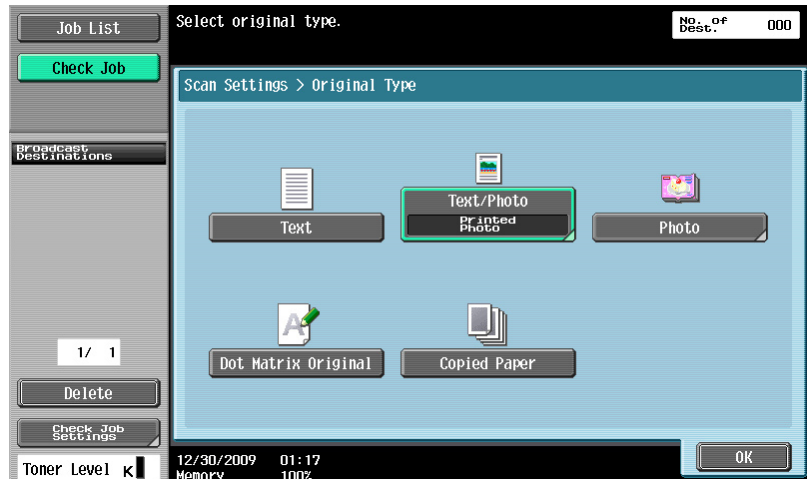 Job List
Check Job
Broadcast
Destinations
1/ 1
Delete
Check Job
Settings
Toner Level K
Select original type.
No. of
Dest. 000
Scan Settings > Original Type
Text
Text/Photo
Printed
Photo
Photo
A
Dot Matrix Original
Copied Paper
12/30/2009 01:17
Memory 100%
OK